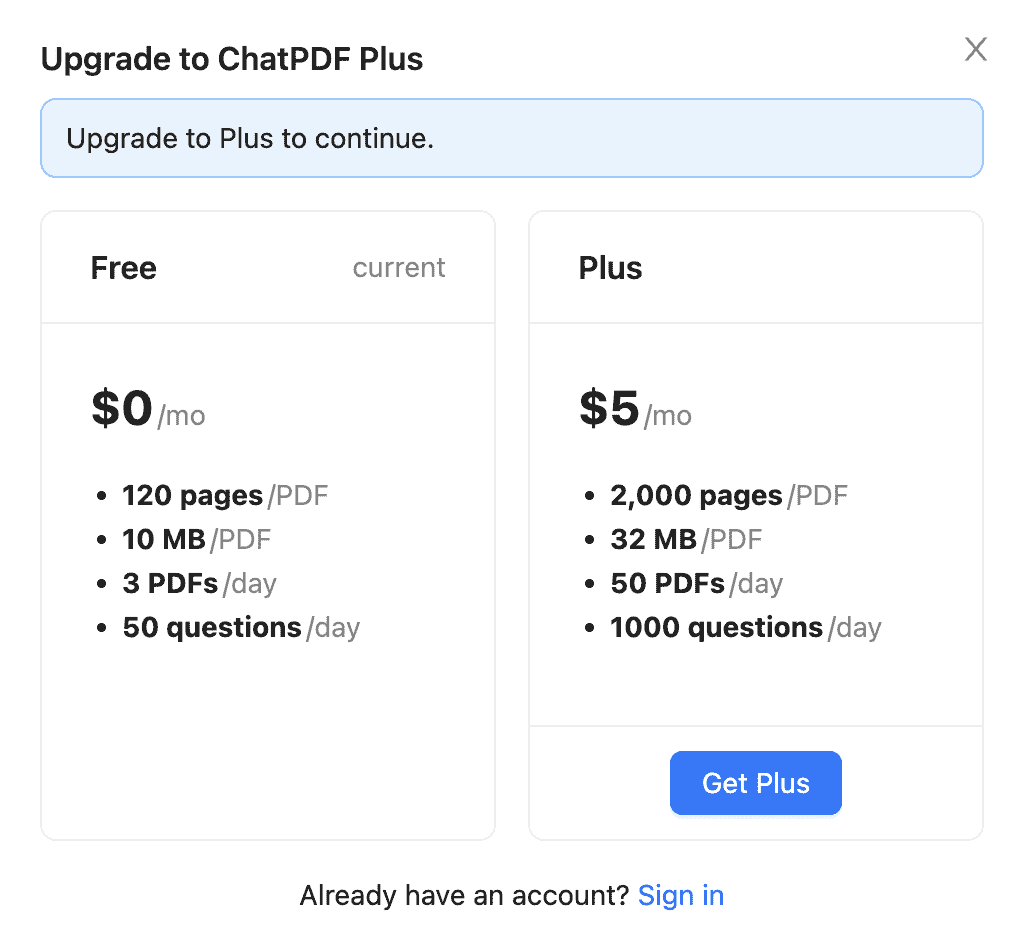 Upgrade to ChatPDF Plus
Upgrade to Plus to continue.
Free current
$0 /mo
• 120 pages /PDF
• 10 MB /PDF
• 3 PDFs /day
• 50 questions /day
Plus
$5 /mo
• 2,000 pages /PDF
• 32 MB /PDF
• 50 PDFs /day
• 1000 questions /day
Get Plus
Already have an account? Sign in